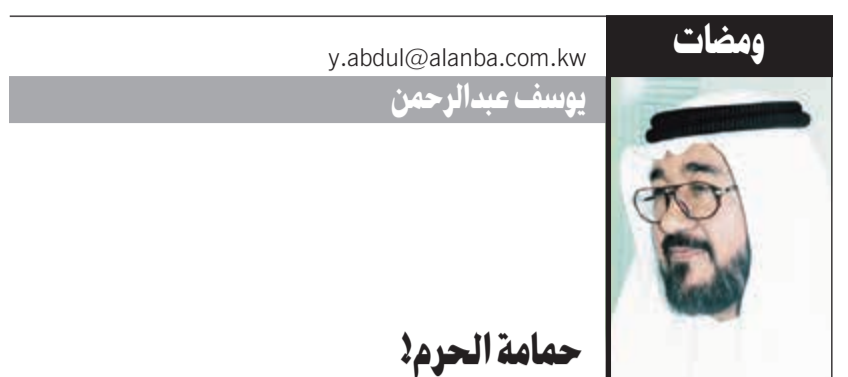 ومضات
y.abdul@alanba.com.kw
يوسف عبدالرحمن
حمامة الحرم!